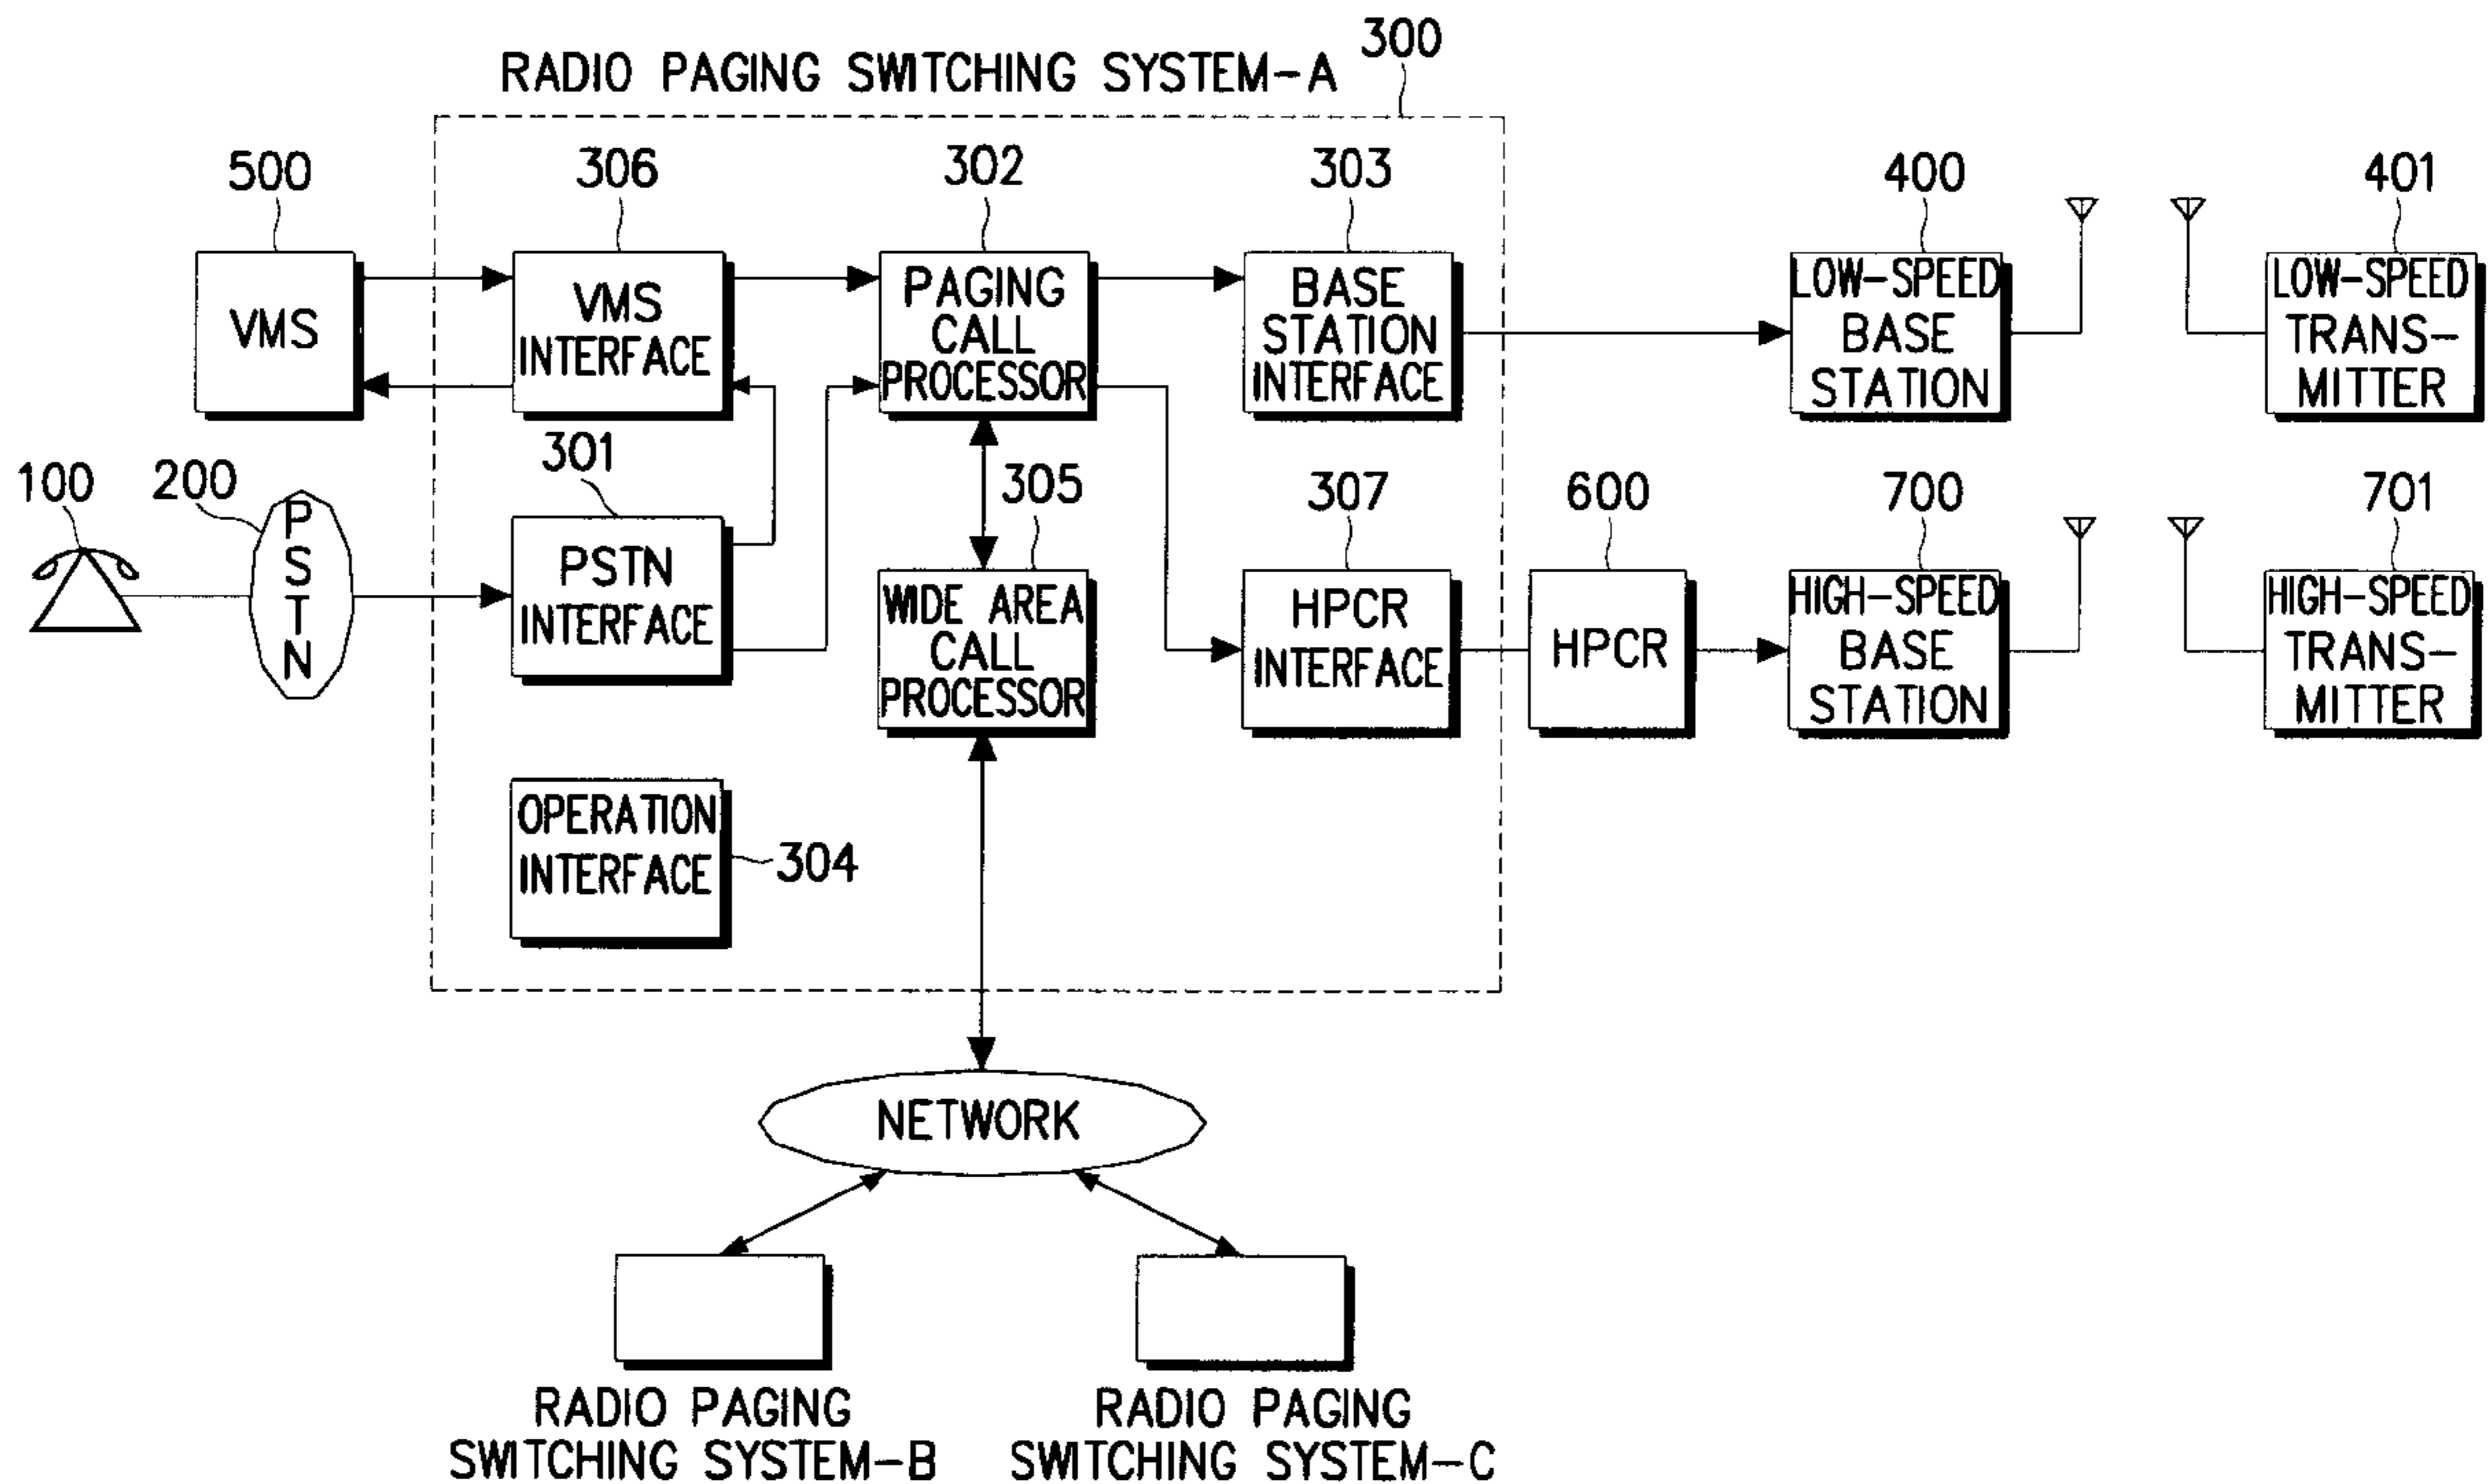 300
RADIO PAGING SWITCHING SYSTEM-A
500
306
302
303
400
401
VMS
VMS
INTERFACE
PAGING
CALL
PROCESSOR
BASE
STATION
INTERFACE
LOW-SPEED
BASE
STATION
LOW-SPEED
TRANS-
MITTER
100
200
301
305
307
600
700
701
PSTN
PSTN
INTERFACE
WIDE AREA
CALL
PROCESSOR
HPCR
INTERFACE
HPCR
HIGH-SPEED
BASE
STATION
HIGH-SPEED
TRANS-
MITTER
OPERATION
INTERFACE
304
NETWORK
RADIO PAGING
SWITCHING SYSTEM-B
RADIO PAGING
SWITCHING SYSTEM-C